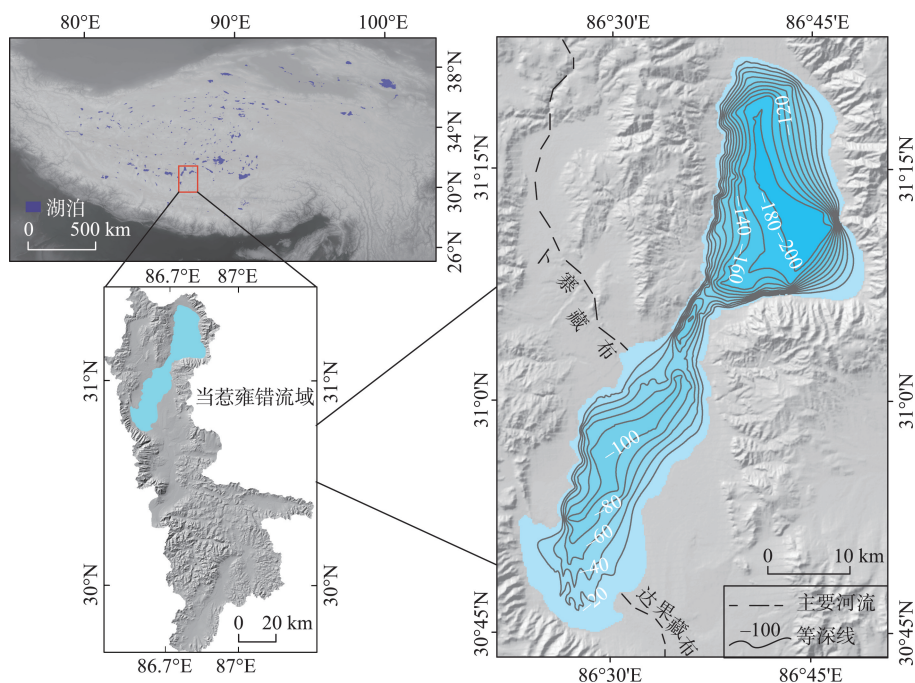 80°E
90°E
100°E
38°N
34°N
30°N
26°N
湖泊
0 500 km
86.7°E 87°E
31°N
31°N
当惹雍错流域
30°N
30°N
0 20 km
86.7°E 87°E
86°30′E 86°45′E
31°15′N
31°15′N
31°0′N
31°0′N
30°45′N
30°45′N
−120
−180
−200
−140
−160
卞寨藏布
−100
−80
−60
−40
−20
达果藏布
0 10 km
主要河流
−100 等深线
86°30′E 86°45′E